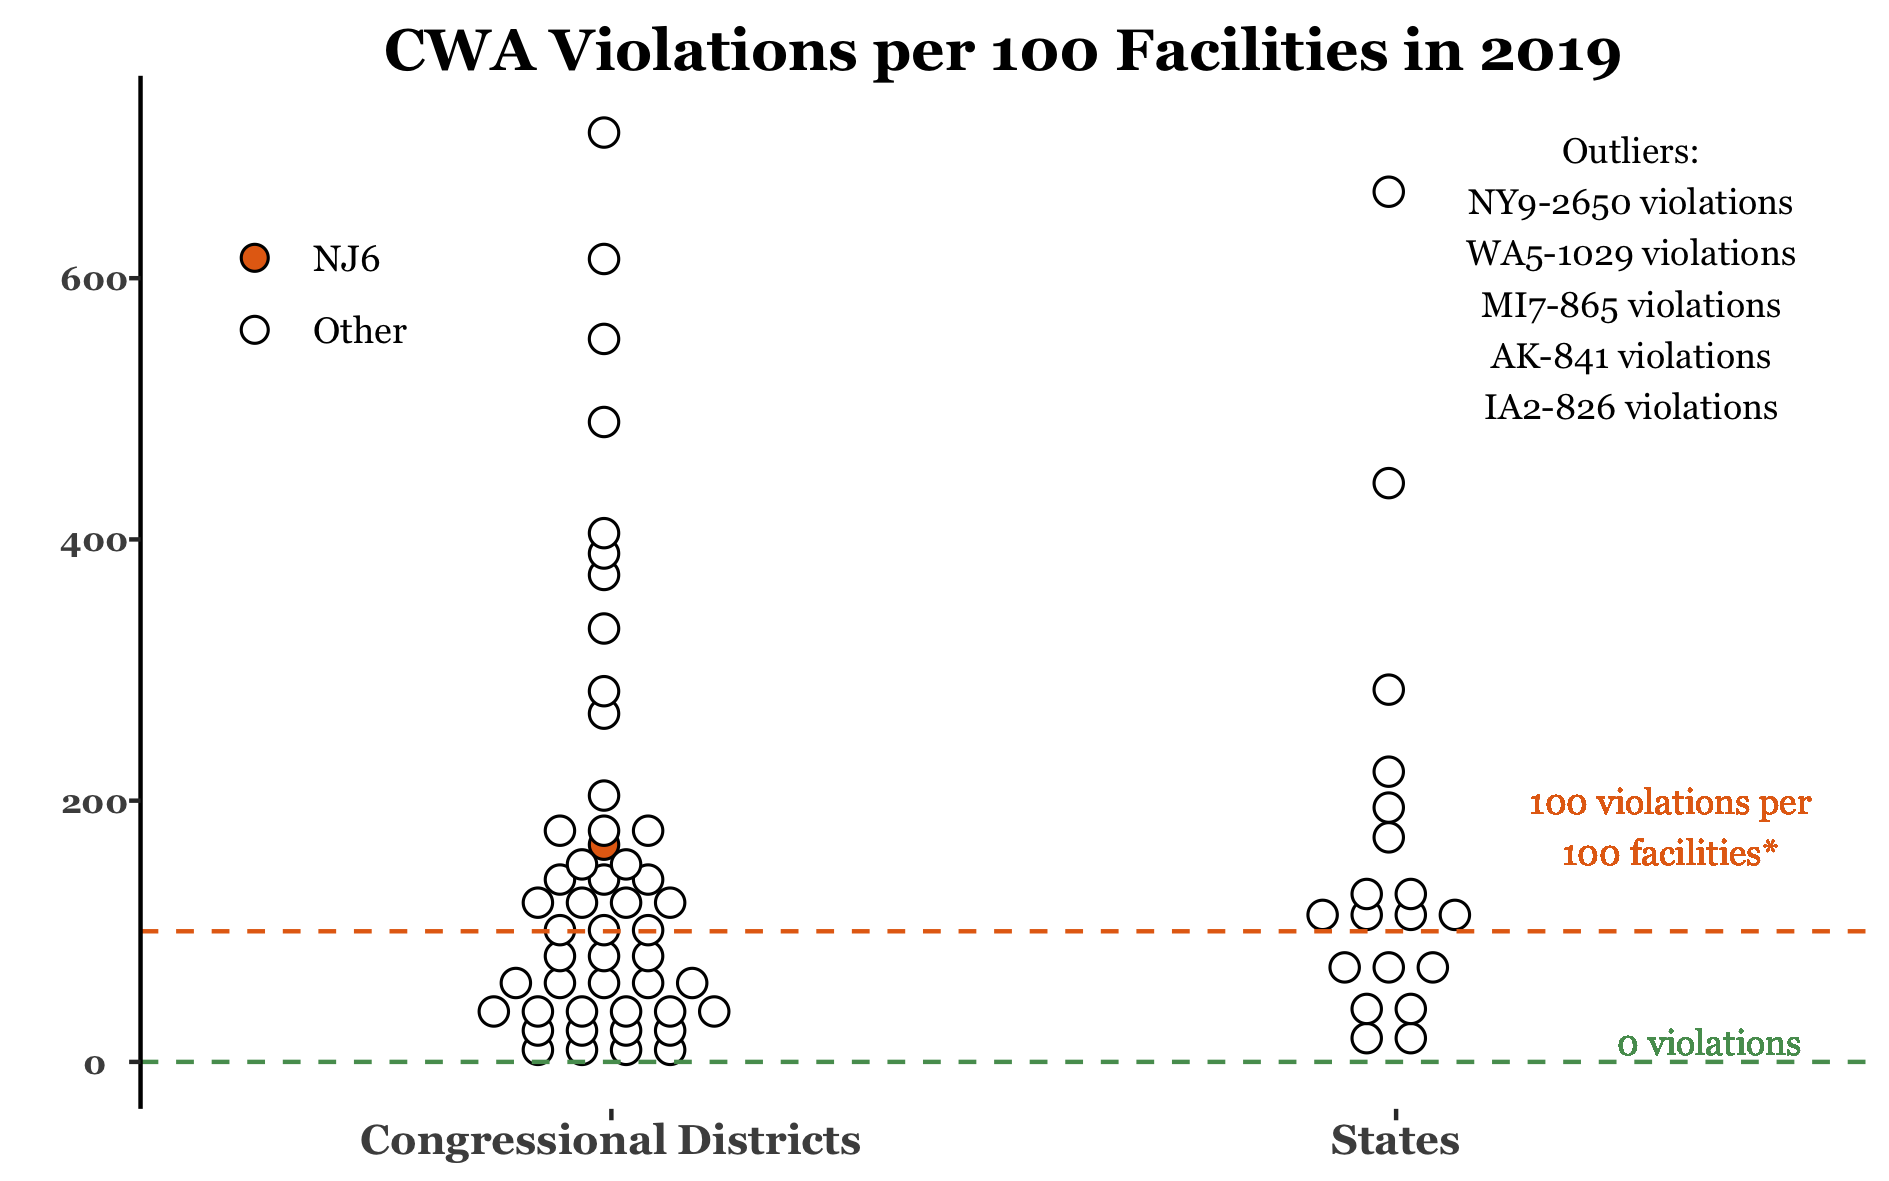 CWA Violations per 100 Facilities in 2019
Outliers:
NY9-2650 violations
WA5-1029 violations
MI7-865 violations
AK-841 violations
IA2-826 violations
NJ6
Other
600
400
200
0
100 violations per
100 facilities*
0 violations
Congressional Districts
States